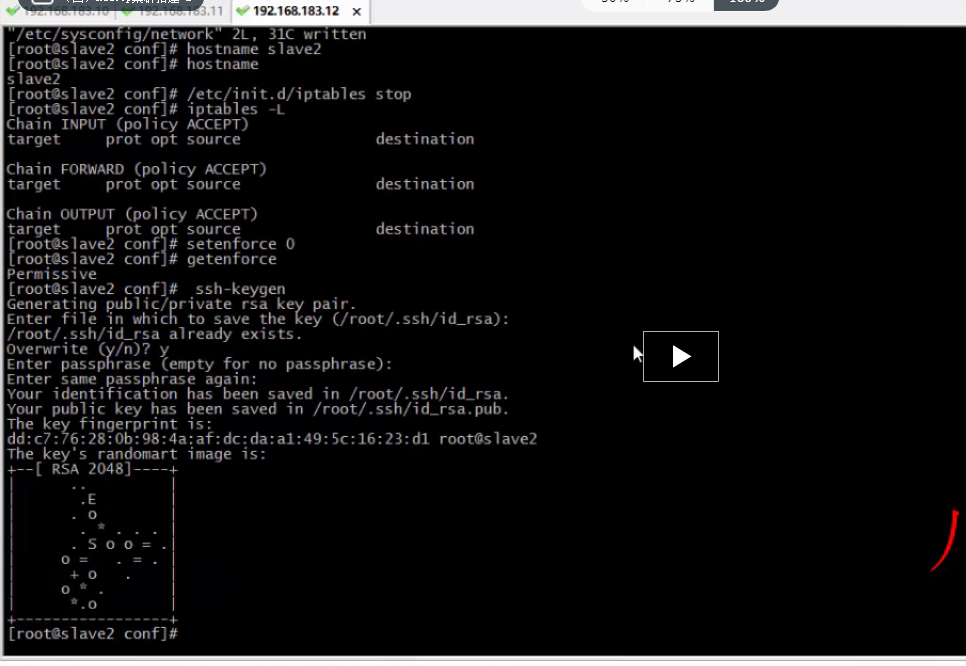 192.168.183.10 192.168.183.11 192.168.183.12
"/etc/sysconfig/network" 2L, 31C written
[root@slave2 conf]# hostname slave2
[root@slave2 conf]# hostname
slave2
[root@slave2 conf]# /etc/init.d/iptables stop
[root@slave2 conf]# iptables -L
Chain INPUT (policy ACCEPT)
target     prot opt source               destination
Chain FORWARD (policy ACCEPT)
target     prot opt source               destination
Chain OUTPUT (policy ACCEPT)
target     prot opt source               destination
[root@slave2 conf]# setenforce 0
[root@slave2 conf]# getenforce
Permissive
[root@slave2 conf]#  ssh-keygen
Generating public/private rsa key pair.
Enter file in which to save the key (/root/.ssh/id_rsa):
/root/.ssh/id_rsa already exists.
Overwrite (y/n)? y
Enter passphrase (empty for no passphrase):
Enter same passphrase again:
Your identification has been saved in /root/.ssh/id_rsa.
Your public key has been saved in /root/.ssh/id_rsa.pub.
The key fingerprint is:
dd:c7:76:28:0b:98:4a:af:dc:da:a1:49:5c:16:23:d1 root@slave2
The key's randomart image is:
+--[ RSA 2048]----+
|      ..         |
|       .E        |
|      . o        |
|       . * . . . |
|      . S o o = .|
|     o =   . = . |
|      + o   .    |
|     o * .       |
|      *.o        |
+-----------------+
[root@slave2 conf]#